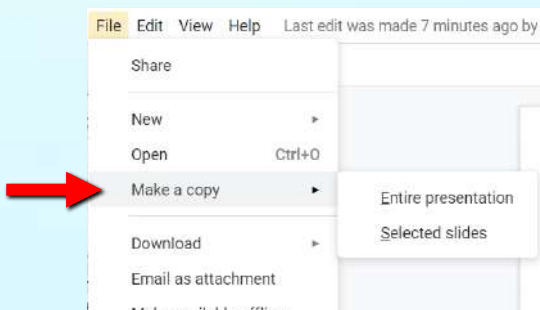 File Edit View Help Last edit was made 7 minutes ago by
Share
New
Open Ctrl+O
Make a copy
Entire presentation
Selected slides
Download
Email as attachment